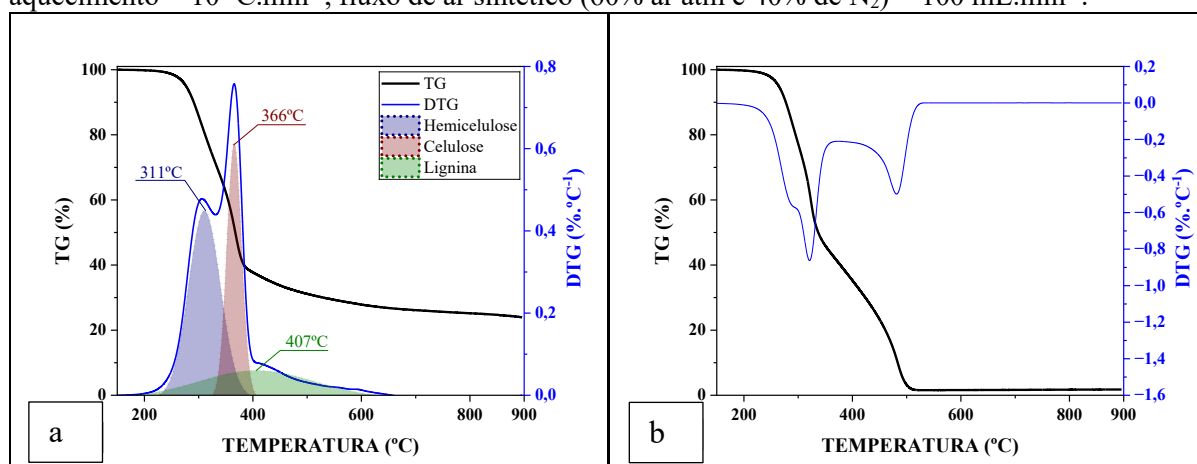 aquecimento = 10 °C.min⁻¹; fluxo de ar sintético (60% ar atm e 40% de N₂) = 100 mL.min⁻¹.
100
80
60
40
20
0
TG (%)
200
400
600
800
900
TEMPERATURA (ºC)
0,8
0,6
0,4
0,2
0,0
DTG (%.ºC⁻¹)
TG
DTG
Hemicelulose
Celulose
Lignina
366ºC
311ºC
407ºC
a
100
80
60
40
20
0
TG (%)
200
400
600
800
900
TEMPERATURA (ºC)
0,2
0,0
−0,2
−0,4
−0,6
−0,8
−1,0
−1,2
−1,4
−1,6
DTG (%.ºC⁻¹)
b